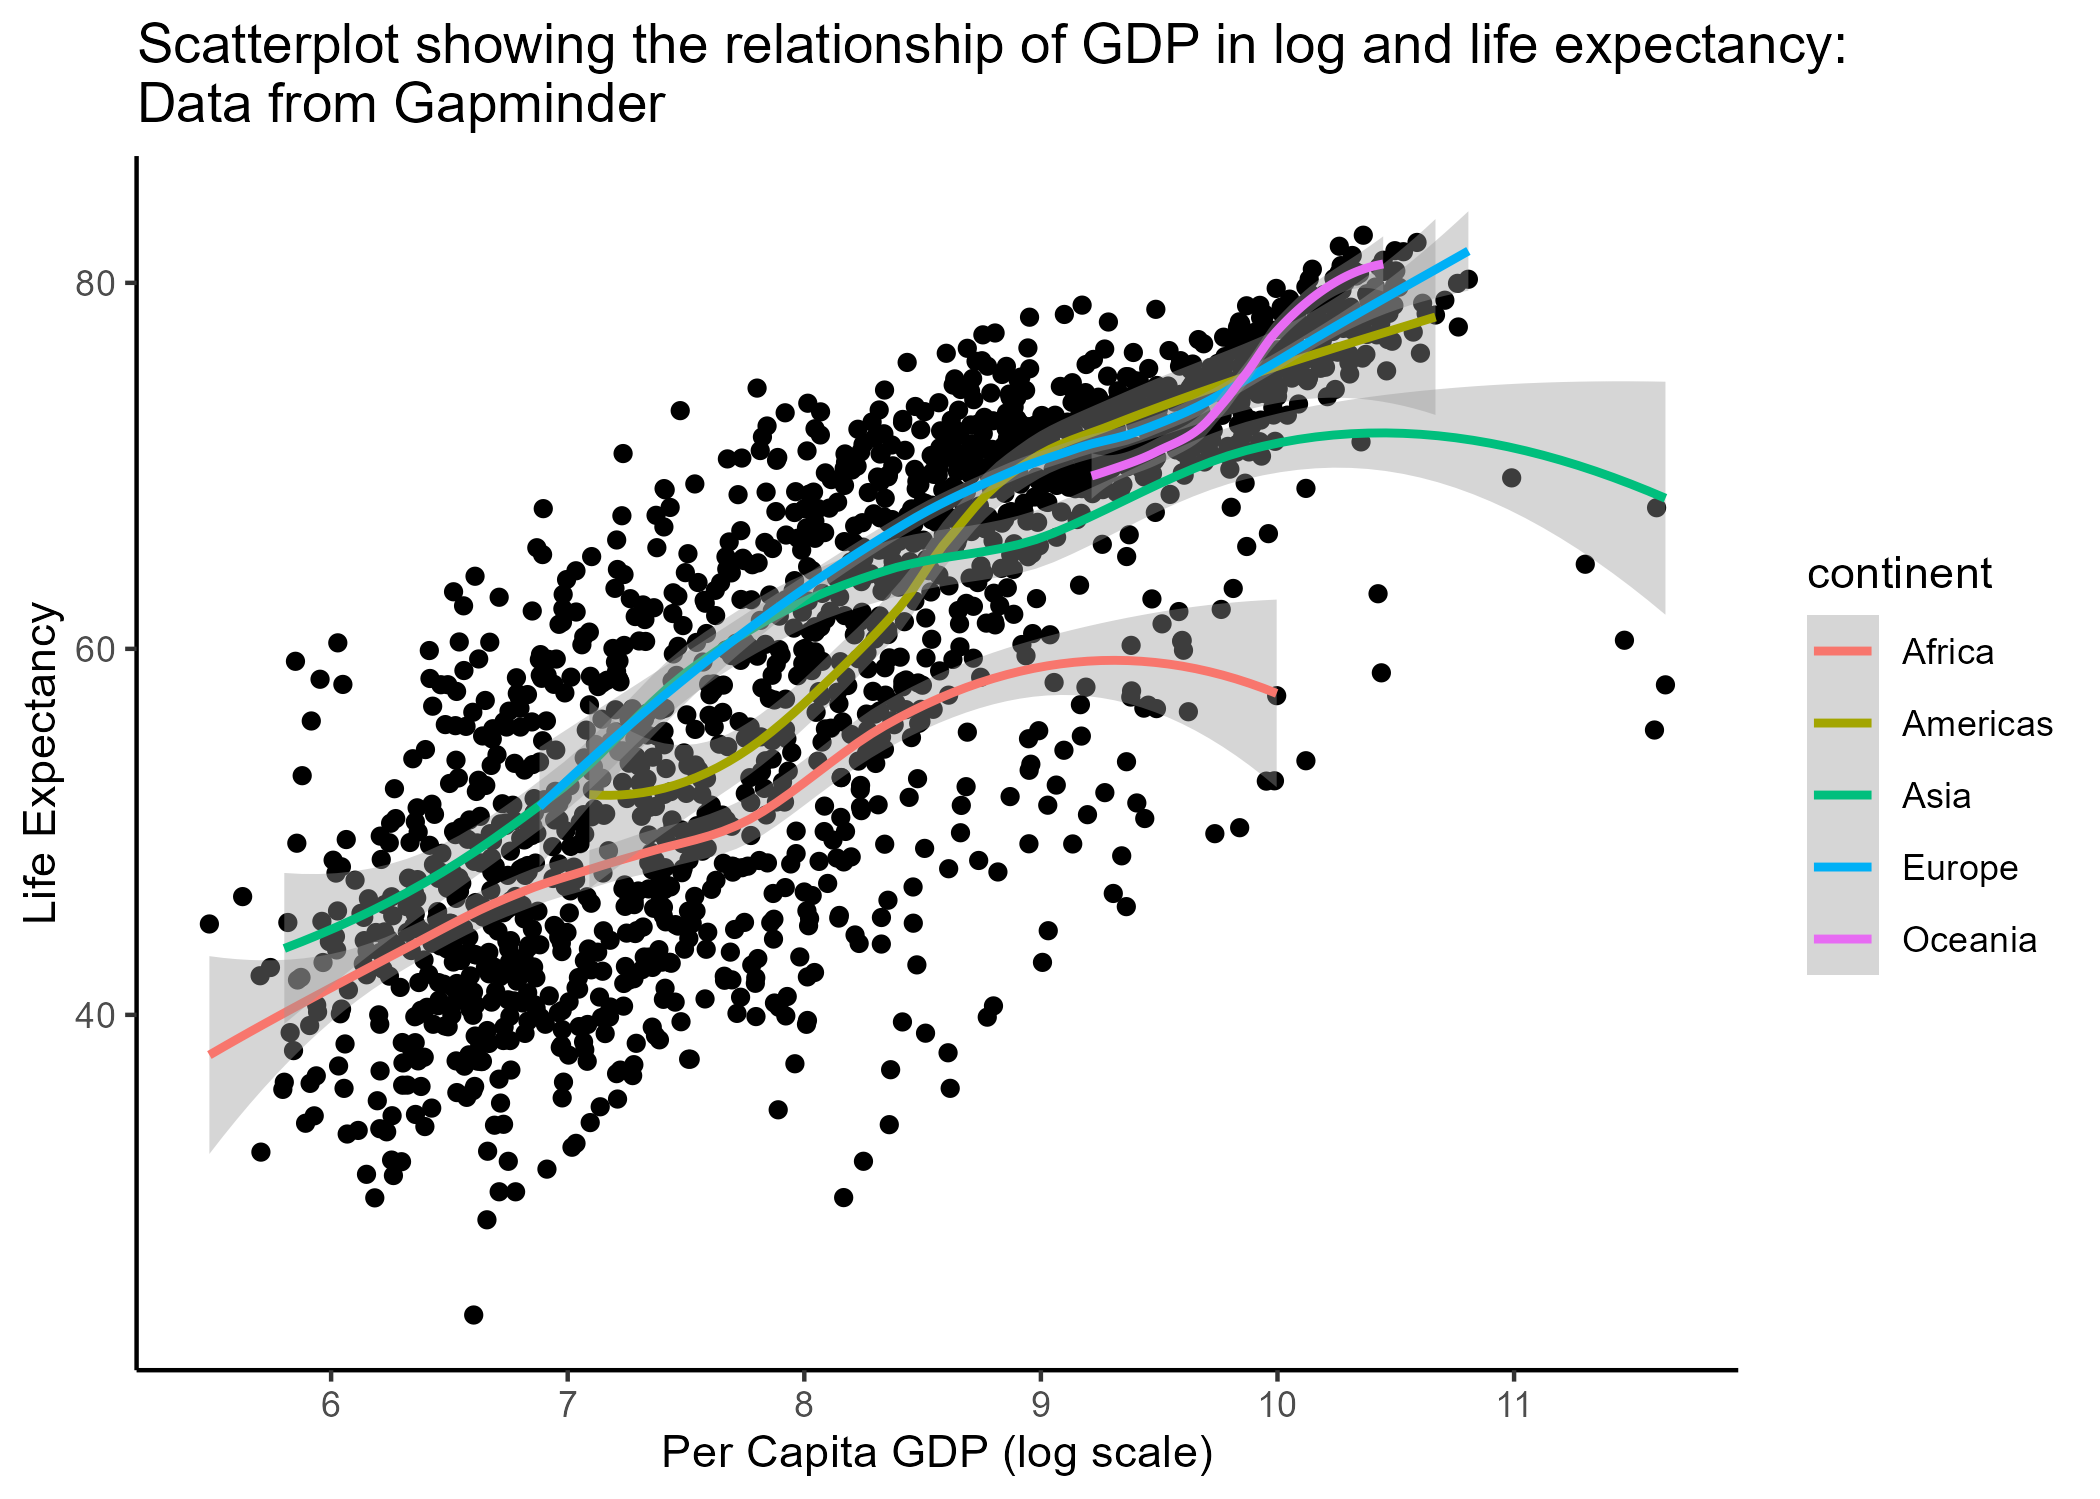 Scatterplot showing the relationship of GDP in log and life expectancy:
Data from Gapminder
80
60
40
Life Expectancy
6 7 8 9 10 11
Per Capita GDP (log scale)
continent
Africa
Americas
Asia
Europe
Oceania